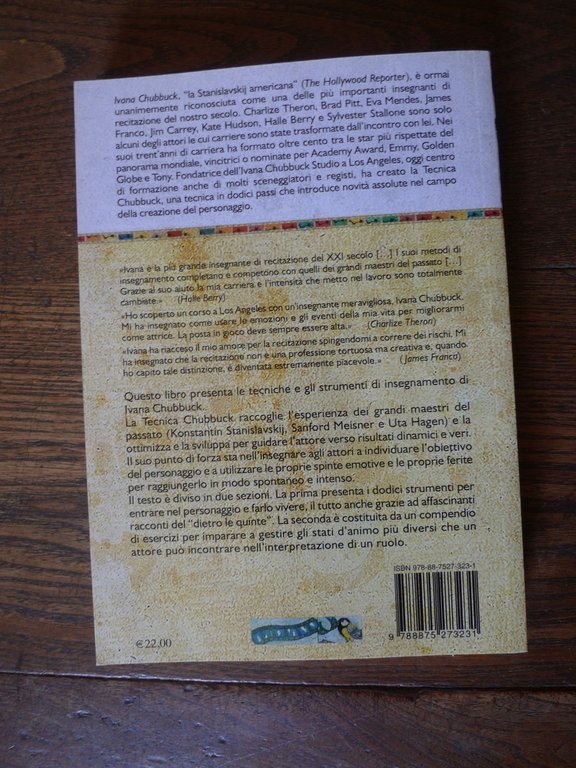 Ivana Chubbuck, "la Stanislavskij americana" (The Hollywood Reporter), è ormai
unanimemente riconosciuta come una delle più importanti insegnanti di
recitazione del nostro secolo. Charlize Theron, Brad Pitt, Eva Mendes, James
Franco, Jim Carrey, Kate Hudson, Halle Berry e Sylvester Stallone sono solo
alcuni degli attori le cui carriere sono state trasformate dall'incontro con lei. Nei
suoi trent'anni di carriera ha formato oltre cento tra le star più rispettate del
panorama mondiale, vincitrici o nominate per Academy Award, Emmy, Golden
Globe e Tony. Fondatrice dell'Ivana Chubbuck Studio a Los Angeles, oggi centro
di formazione anche di molti sceneggiatori e registi, ha creato la Tecnica
Chubbuck, una tecnica in dodici passi che introduce novità assolute nel campo
della creazione del personaggio.
«Ivana è la più grande insegnante di recitazione del XXI secolo [...] I suoi metodi di
insegnamento completano e competono con quelli dei grandi maestri del passato [...]
Grazie al suo aiuto la mia carriera e l'intensità che metto nel lavoro sono totalmente
cambiate.» (Halle Berry)
«Ho scoperto un corso a Los Angeles con un'insegnante meravigliosa, Ivana Chubbuck.
Mi ha insegnato come usare le emozioni e gli eventi della mia vita per migliorarmi
come attrice. La posta in gioco deve sempre essere alta.» (Charlize Theron)
«Ivana ha riacceso il mio amore per la recitazione spingendomi a correre dei rischi. Mi
ha insegnato che la recitazione non è una professione tortuosa ma creativa e, quando
ho capito tale distinzione, è diventata estremamente piacevole.» (James Franco)
Questo libro presenta le tecniche e gli strumenti di insegnamento di
Ivana Chubbuck.
La Tecnica Chubbuck raccoglie l'esperienza dei grandi maestri del
passato (Konstantin Stanislavskij, Sanford Meisner e Uta Hagen) e la
ottimizza e la sviluppa per guidare l'attore verso risultati dinamici e veri.
Il suo punto di forza sta nell'insegnare agli attori a individuare l'obiettivo
del personaggio e a utilizzare le proprie spinte emotive e le proprie ferite
per raggiungerlo in modo spontaneo e intenso.
Il testo è diviso in due sezioni. La prima presenta i dodici strumenti per
entrare nel personaggio e farlo vivere, il tutto anche grazie ad affascinanti
racconti del "dietro le quinte". La seconda è costituita da un compendio
di esercizi per imparare a gestire gli stati d'animo più diversi che un
attore può incontrare nell'interpretazione di un ruolo.
ISBN 978-88-7527-323-1
€ 22,00
9 788875 273231